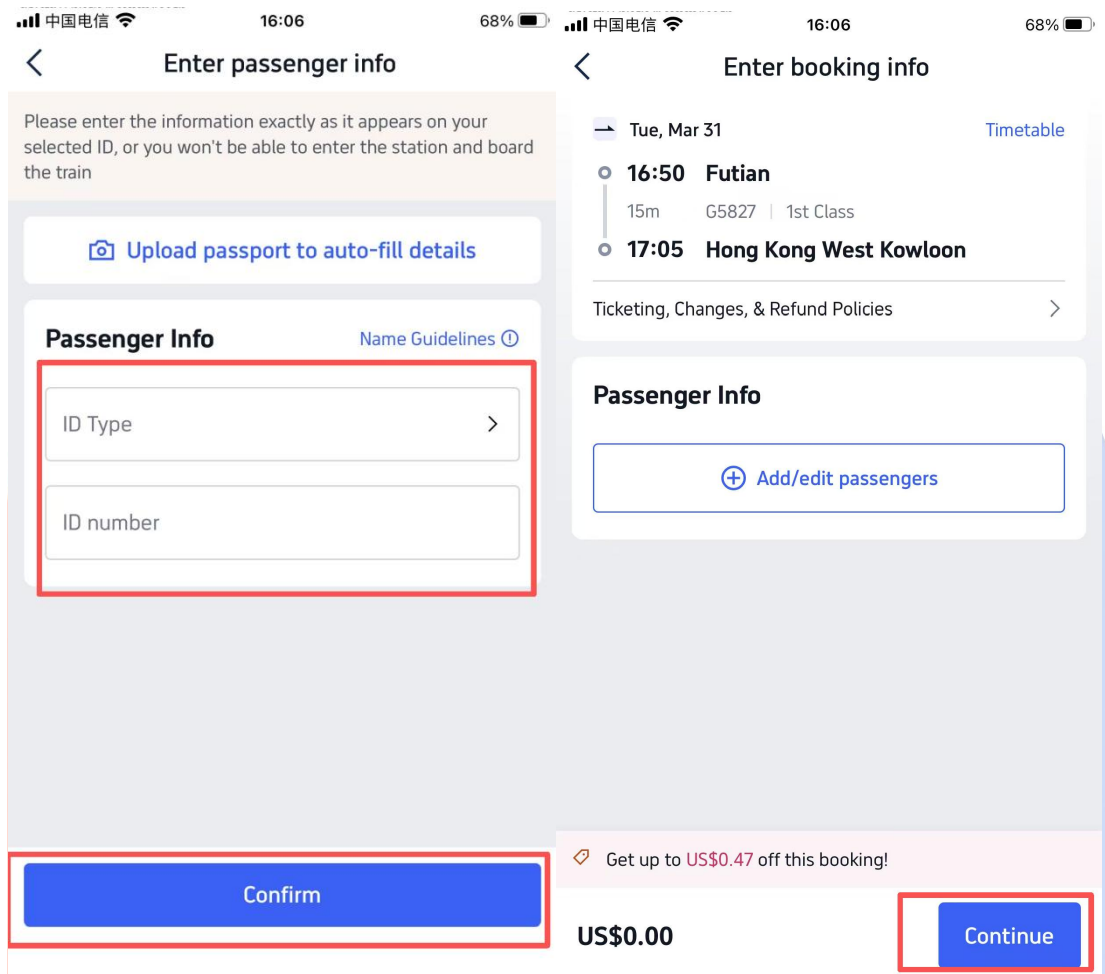 中国电信
16:06
68%
Enter passenger info
Please enter the information exactly as it appears on your
selected ID, or you won't be able to enter the station and board
the train
Upload passport to auto-fill details
Passenger Info
Name Guidelines
ID Type
ID number
Confirm
中国电信
16:06
68%
Enter booking info
Tue, Mar 31
Timetable
16:50 Futian
15m G5827 | 1st Class
17:05 Hong Kong West Kowloon
Ticketing, Changes, & Refund Policies
Passenger Info
Add/edit passengers
Get up to US$0.47 off this booking!
US$0.00
Continue